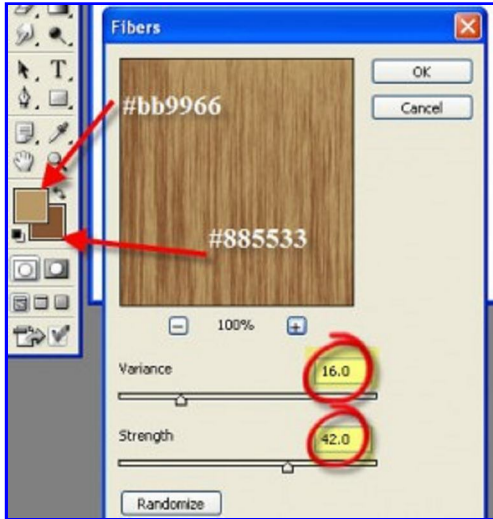 Fibers
T
OK
#bb9966
Cancel
#885533
100%
Variance
16.0
Strength
42.0
Randomize